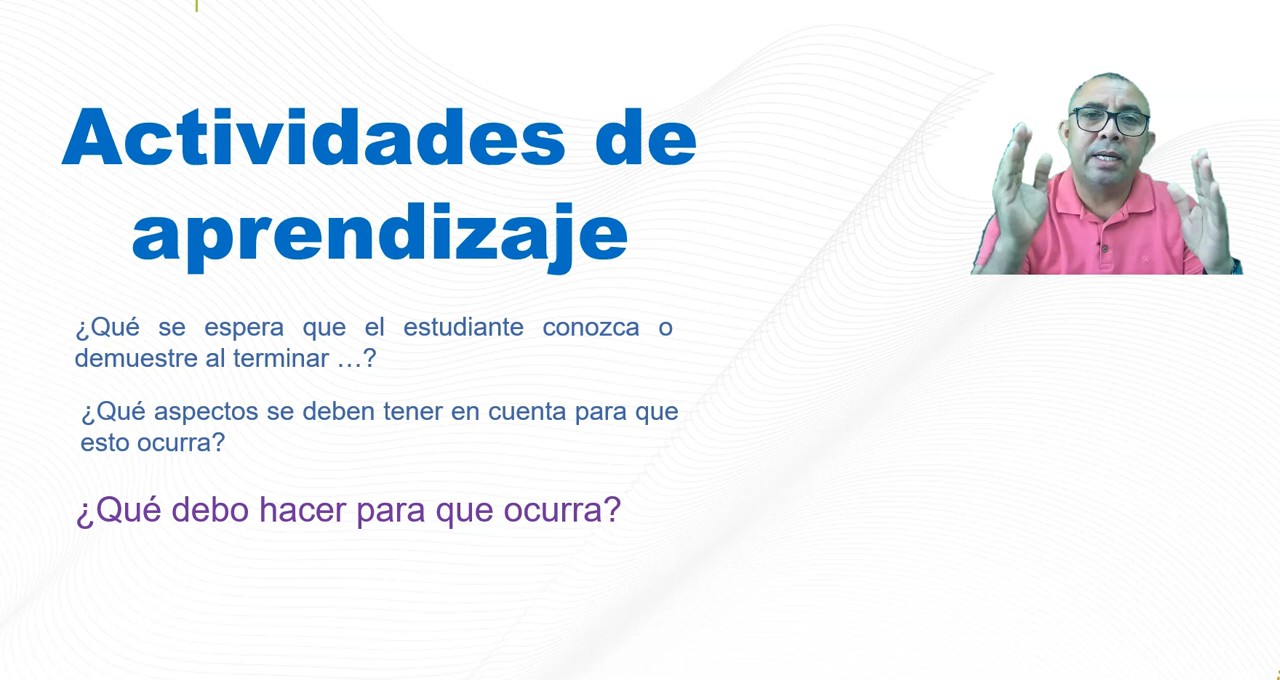 Actividades de
aprendizaje
¿Qué se espera que el estudiante conozca o
demuestre al terminar …?
¿Qué aspectos se deben tener en cuenta para que
esto ocurra?
¿Qué debo hacer para que ocurra?